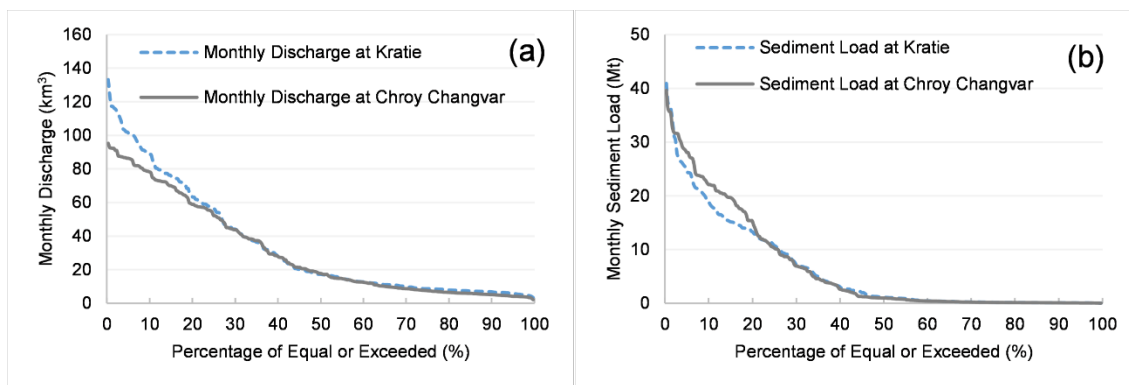 160
140
120
100
80
60
40
20
0
Monthly Discharge (km³)
Monthly Discharge at Kratie
Monthly Discharge at Chroy Changvar
(a)
0 10 20 30 40 50 60 70 80 90 100
Percentage of Equal or Exceeded (%)
50
40
30
20
10
0
Monthly Sediment Load (Mt)
Sediment Load at Kratie
Sediment Load at Chroy Changvar
(b)
0 10 20 30 40 50 60 70 80 90 100
Percentage of Equal or Exceeded (%)